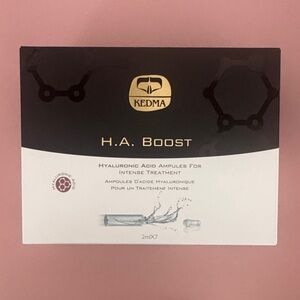 KEDMA
H.A. BOOST
HYALURONIC ACID AMPULES FOR
INTENSE TREATMENT
AMPOULES D'ACIDE HYALURONIQUE
POUR UN TRAITEMENT INTENSE
2mlX7